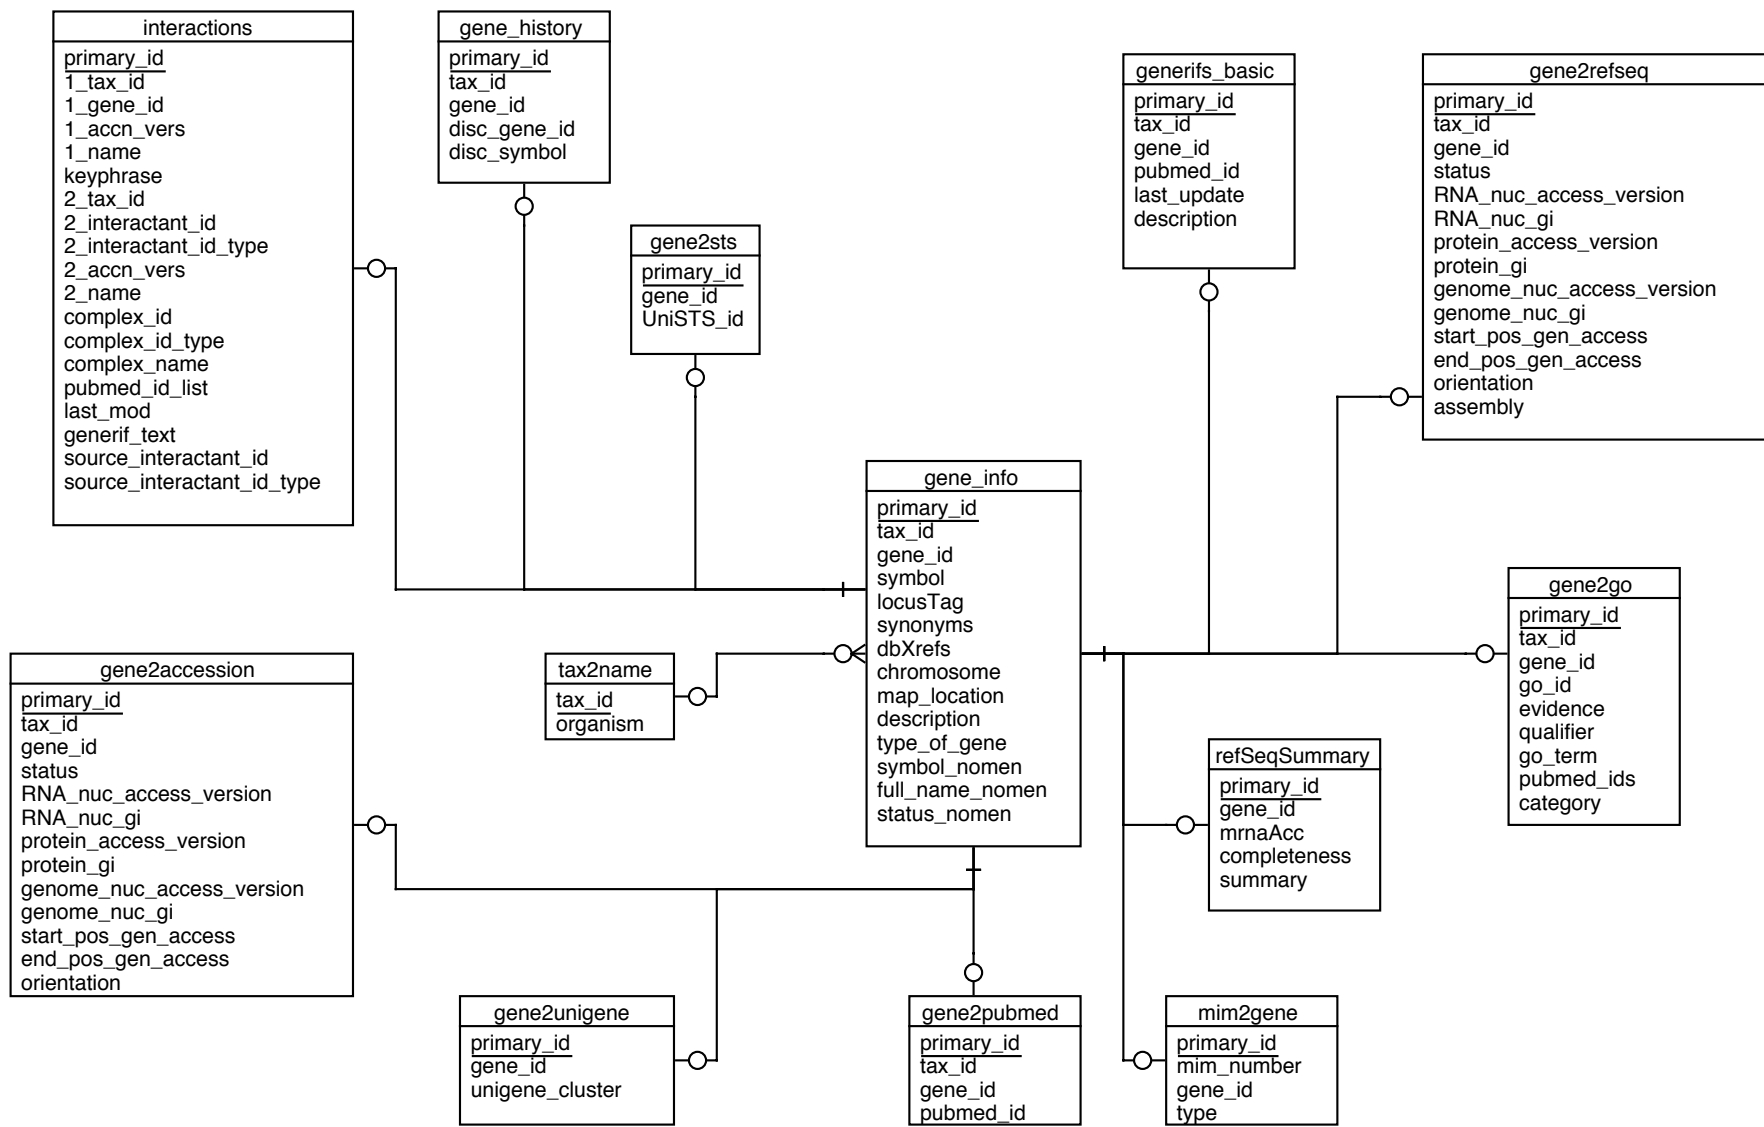 interactions
primary_id
1_tax_id
1_gene_id
1_accn_vers
1_name
keyphrase
2_tax_id
2_interactant_id
2_interactant_id_type
2_accn_vers
2_name
complex_id
complex_id_type
complex_name
pubmed_id_list
last_mod
generif_text
source_interactant_id
source_interactant_id_type
gene_history
primary_id
tax_id
gene_id
disc_gene_id
disc_symbol
gene2sts
primary_id
gene_id
UniSTS_id
generifs_basic
primary_id
tax_id
gene_id
pubmed_id
last_update
description
gene2refseq
primary_id
tax_id
gene_id
status
RNA_nuc_access_version
RNA_nuc_gi
protein_access_version
protein_gi
genome_nuc_access_version
genome_nuc_gi
start_pos_gen_access
end_pos_gen_access
orientation
assembly
gene_info
primary_id
tax_id
gene_id
symbol
locusTag
synonyms
dbXrefs
chromosome
map_location
description
type_of_gene
symbol_nomen
full_name_nomen
status_nomen
gene2go
primary_id
tax_id
gene_id
go_id
evidence
qualifier
go_term
pubmed_ids
category
gene2accession
primary_id
tax_id
gene_id
status
RNA_nuc_access_version
RNA_nuc_gi
protein_access_version
protein_gi
genome_nuc_access_version
genome_nuc_gi
start_pos_gen_access
end_pos_gen_access
orientation
tax2name
tax_id
organism
refSeqSummary
primary_id
gene_id
mrnaAcc
completeness
summary
gene2unigene
primary_id
gene_id
unigene_cluster
gene2pubmed
primary_id
tax_id
gene_id
pubmed_id
mim2gene
primary_id
mim_number
gene_id
type